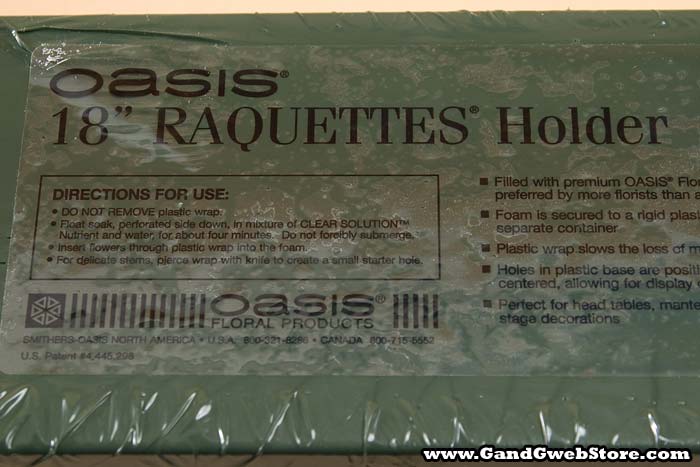 OASIS®
18” RAQUETTES® Holder
DIRECTIONS FOR USE:
• DO NOT REMOVE plastic wrap.
• Float soak, perforated side down, in mixture of CLEAR SOLUTION™
Nutrient and water, for about four minutes. Do not forcibly submerge.
• Insert flowers through plastic wrap into the foam.
• For delicate stems, pierce wrap with knife to create a small starter hole.
OASIS®
FLORAL PRODUCTS
SMITHERS-OASIS NORTH AMERICA • U.S.A. 800-321-8286 • CANADA 800-715-5552
U.S. Patent #4,445,298
■ Filled with premium OASIS® Flo
preferred by more florists than a
■ Foam is secured to a rigid plas
separate container
■ Plastic wrap slows the loss of m
■ Holes in plastic base are posit
centered, allowing for display
■ Perfect for head tables, mante
stage decorations
www.GandGwebStore.com